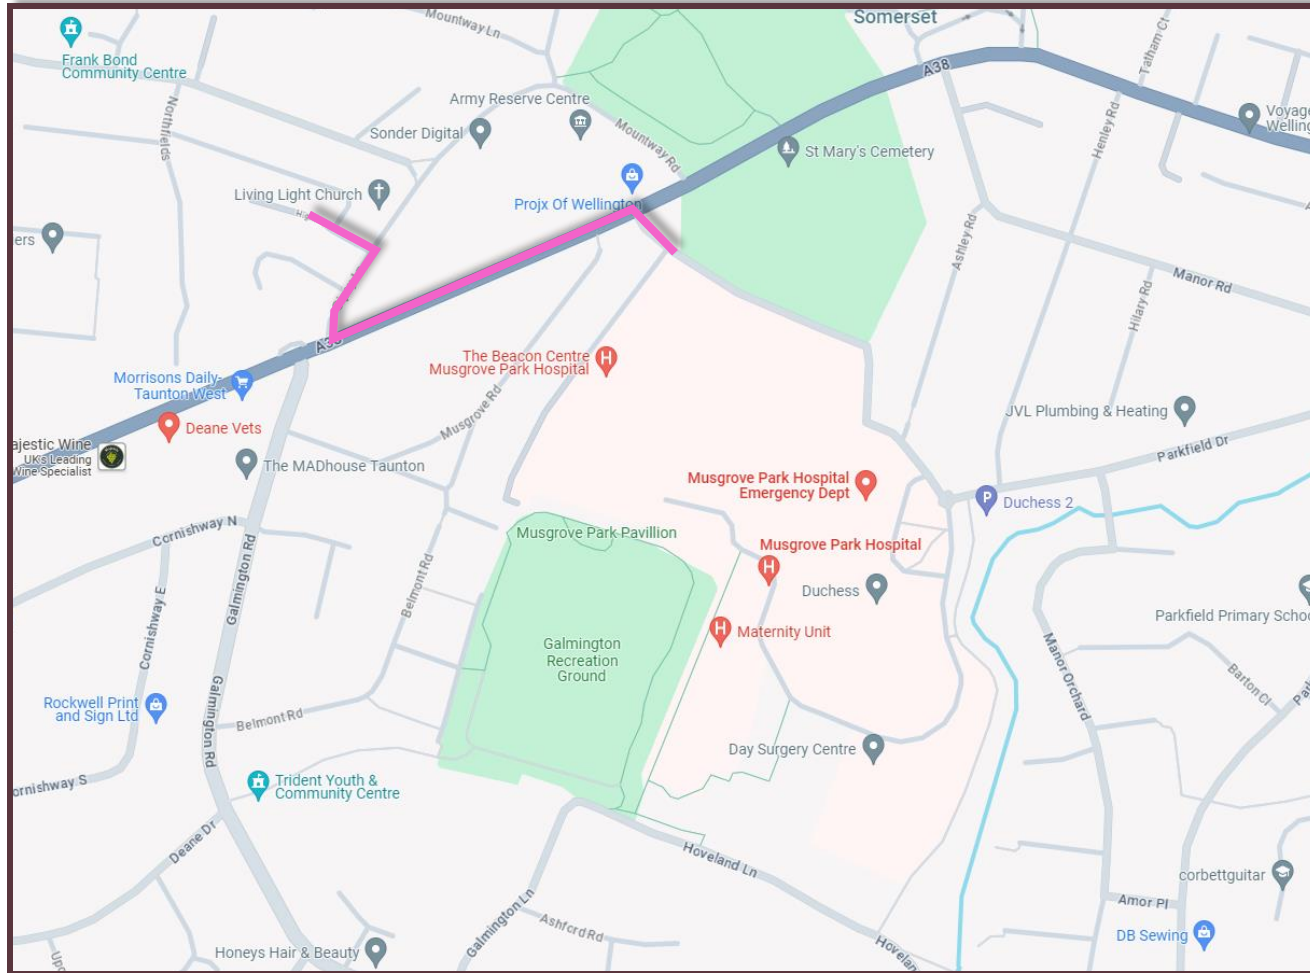 Mountway Ln
Somerset
Frank Bond
Community Centre
A38
Tatham Ct
Army Reserve Centre
Northfields
Sonder Digital
Mountway Rd
Henley Rd
Voyage
Welling
St Mary's Cemetery
Living Light Church
Projx Of Wellington
ers
Ashley Rd
Manor Rd
Hilary Rd
A38
The Beacon Centre
Musgrove Park Hospital
Morrisons Daily-
Taunton West
Musgrove Rd
JVL Plumbing & Heating
Deane Vets
ajestic Wine
UK's Leading
Wine Specialist
The MADhouse Taunton
Parkfield Dr
Musgrove Park Hospital
Emergency Dept
P
Duchess 2
Cornishway N
Musgrove Park Pavillion
Musgrove Park Hospital
H
Galmington Rd
Belmont Rd
Duchess
Cornishway E
Parkfield Primary Schoo
H
Maternity Unit
Galmington
Recreation
Ground
Manor Orchard
Barton Cl
Rockwell Print
and Sign Ltd
Galmington Rd
Belmont Rd
Day Surgery Centre
ornishway S
Trident Youth &
Community Centre
Deane Dr
Hoveland Ln
corbettguitar
Galmington Ln
Amor Pl
Ashford Rd
DB Sewing
Honeys Hair & Beauty
Hovelan